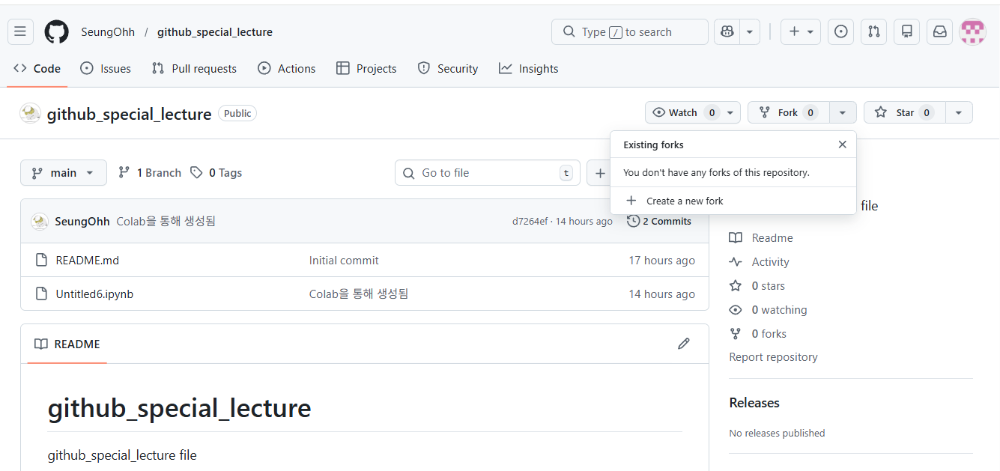 SeungOhh / github_special_lecture
Type / to search
Code Issues Pull requests Actions Projects Security Insights
github_special_lecture Public
Watch 0 Fork 0 Star 0
Existing forks
You don't have any forks of this repository.
Create a new fork
main 1 Branch 0 Tags
Go to file t
SeungOhh Colab을 통해 생성됨 d7264ef · 14 hours ago 2 Commits
README.md Initial commit 17 hours ago
Untitled6.ipynb Colab을 통해 생성됨 14 hours ago
README
github_special_lecture
github_special_lecture file
file
Readme
Activity
0 stars
0 watching
0 forks
Report repository
Releases
No releases published